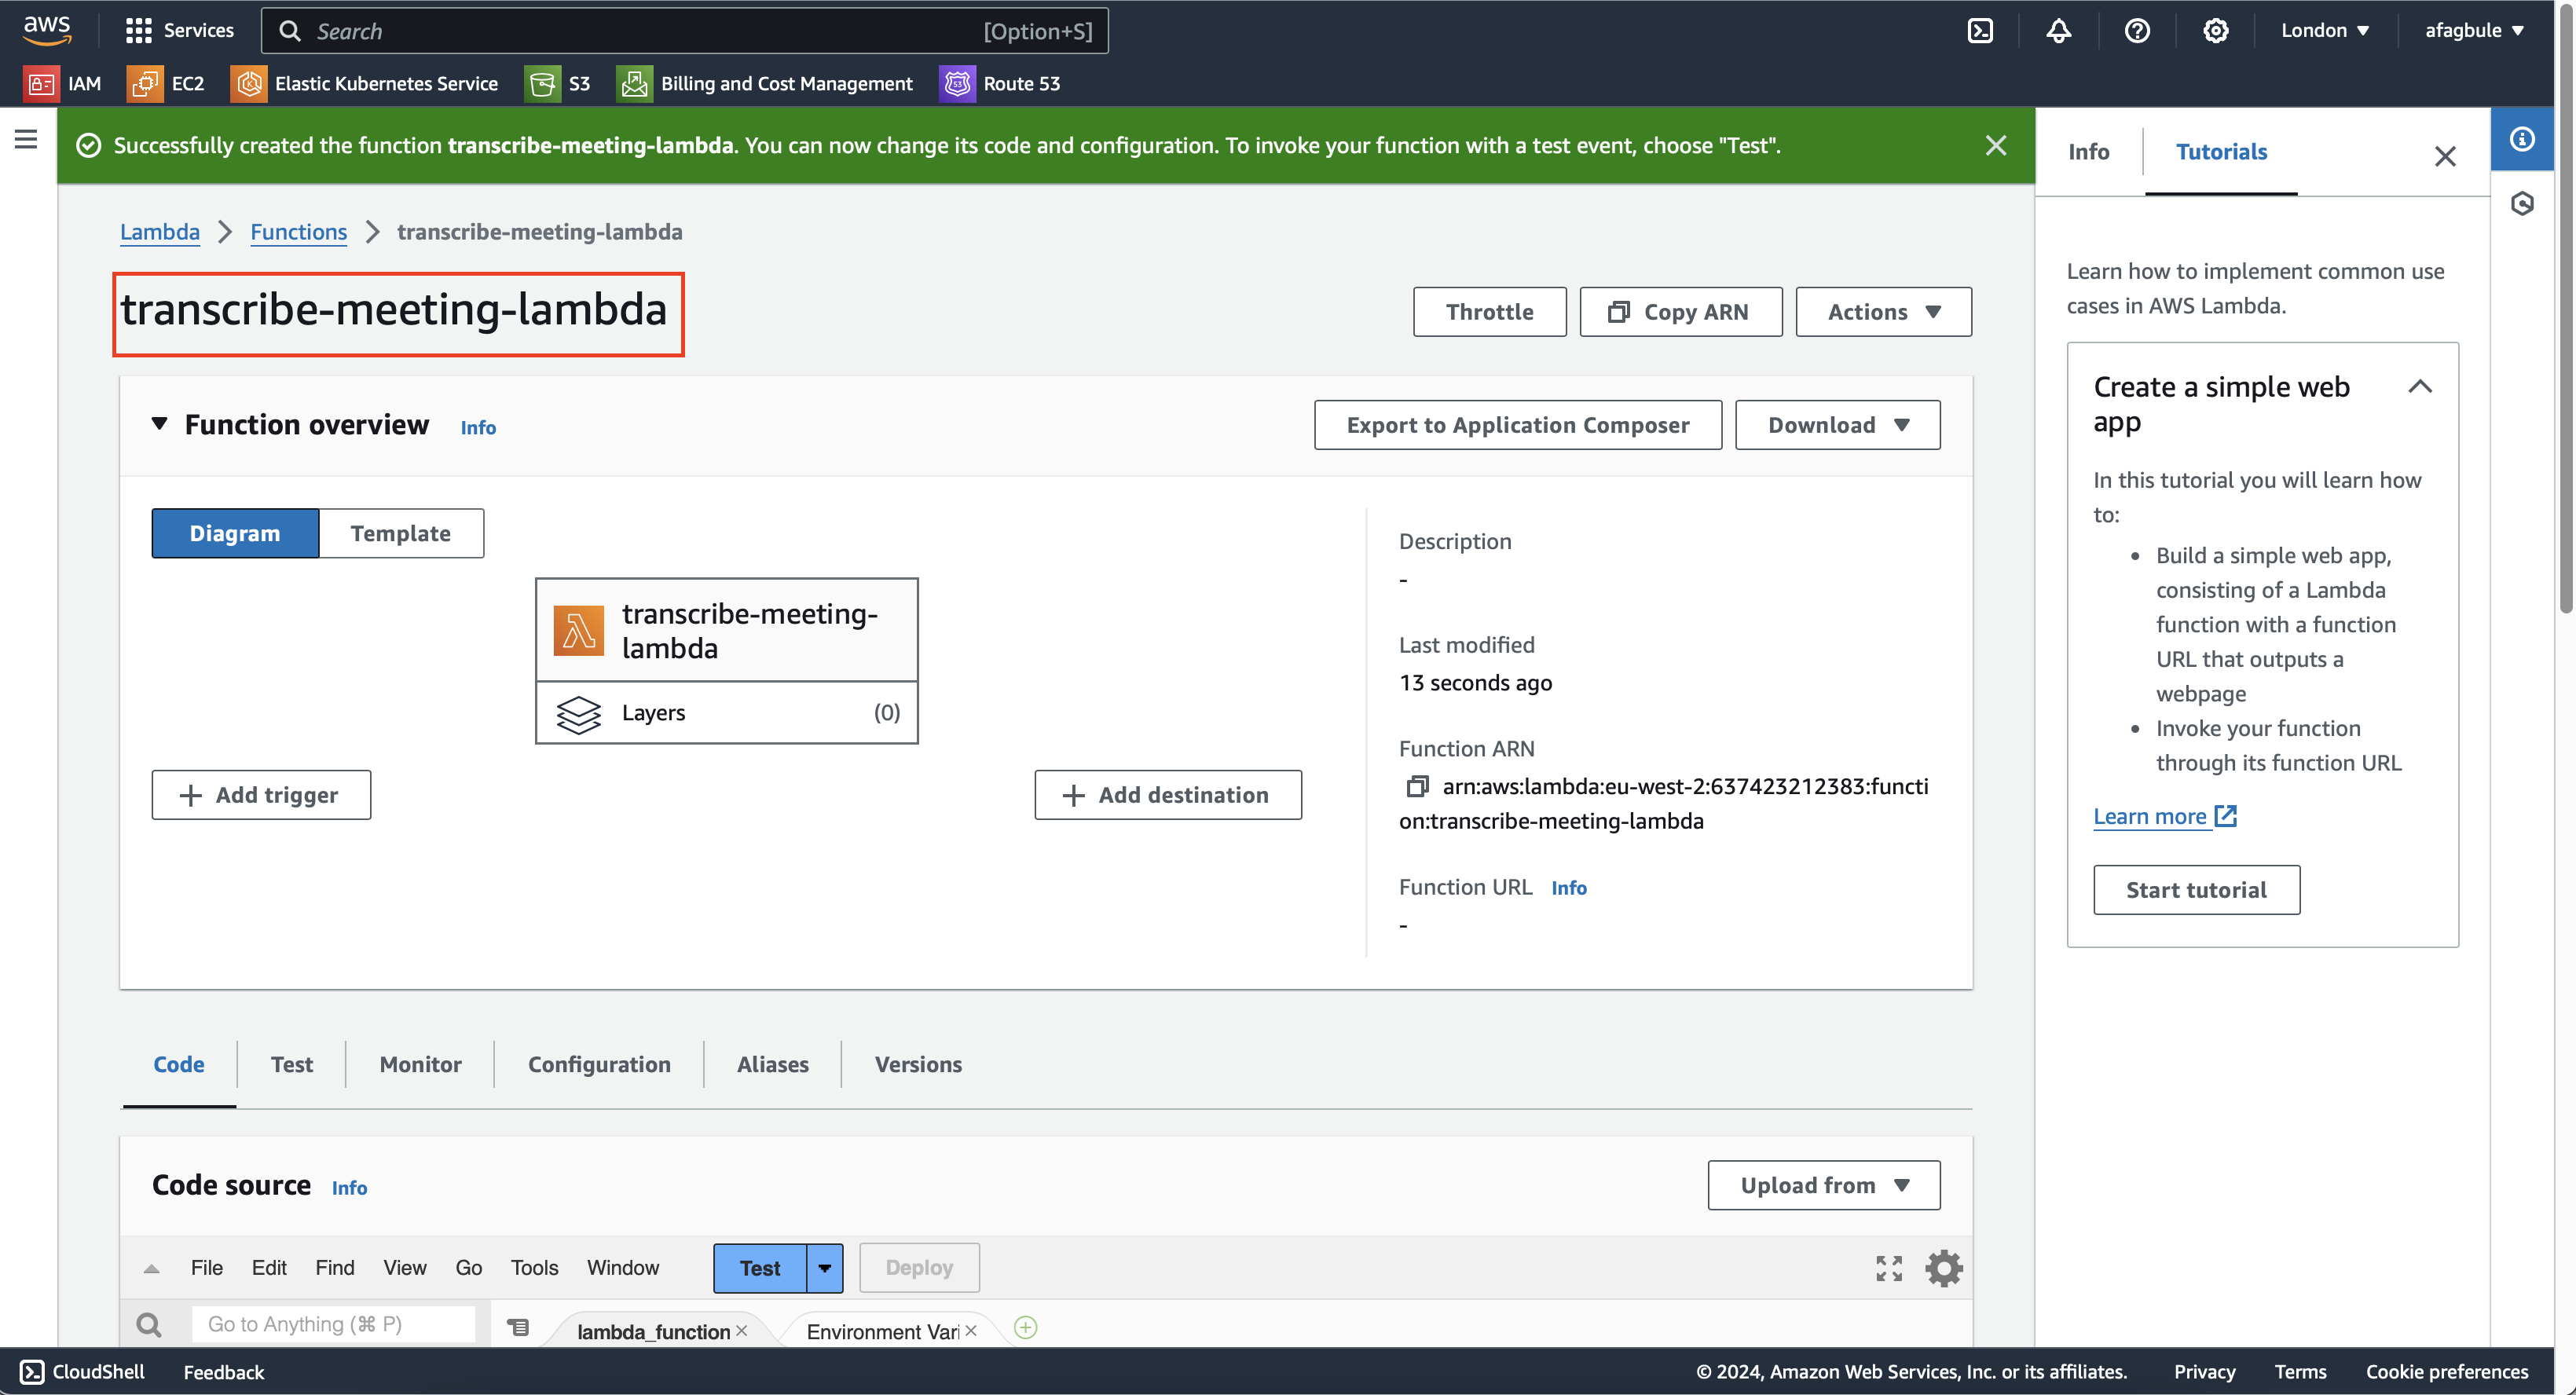 aws
Services
Search
[Option+S]
London
afagbule
IAM
EC2
Elastic Kubernetes Service
S3
Billing and Cost Management
53
Route 53
Successfully created the function transcribe-meeting-lambda. You can now change its code and configuration. To invoke your function with a test event, choose "Test".
Lambda
Functions
transcribe-meeting-lambda
transcribe-meeting-lambda
Throttle
Copy ARN
Actions
Function overview
Info
Export to Application Composer
Download
Diagram
Template
transcribe-meeting-
lambda
Layers
(0)
Add trigger
Add destination
Description
-
Last modified
13 seconds ago
Function ARN
arn:aws:lambda:eu-west-2:637423212383:functi
on:transcribe-meeting-lambda
Function URL
Info
-
Code
Test
Monitor
Configuration
Aliases
Versions
Code source
Info
Upload from
File
Edit
Find
View
Go
Tools
Window
Test
Deploy
Go to Anything (⌘ P)
lambda_function
Environment Vari
Info
Tutorials
Learn how to implement common use
cases in AWS Lambda.
Create a simple web
app
In this tutorial you will learn how
to:
• Build a simple web app,
consisting of a Lambda
function with a function
URL that outputs a
webpage
• Invoke your function
through its function URL
Learn more
Start tutorial
CloudShell
Feedback
© 2024, Amazon Web Services, Inc. or its affiliates.
Privacy
Terms
Cookie preferences